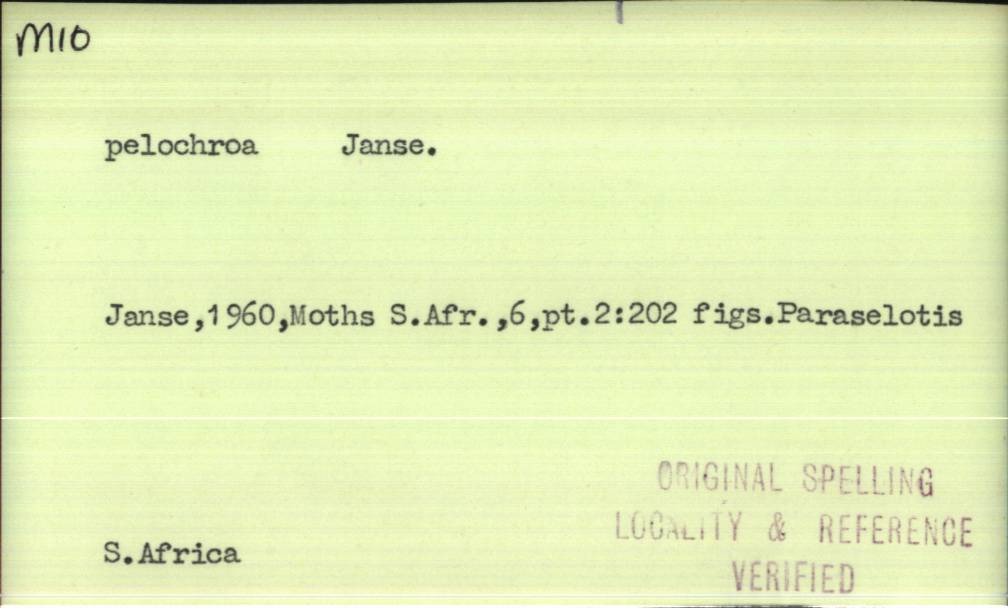 M10
pelochroa Janse.
Janse,1960,Moths S.Afr.,6,pt.2:202 figs.Paraselotis
ORIGINAL SPELLING
LOCALITY & REFERENCE
S.Africa
VERIFIED